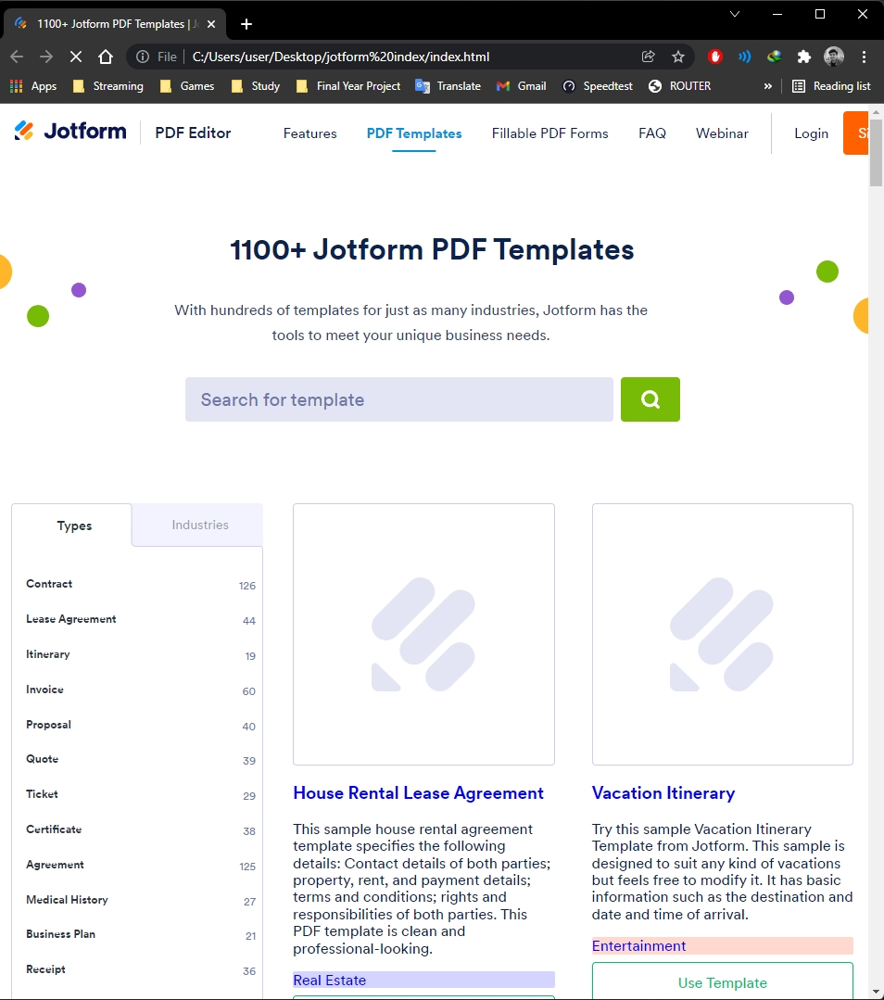 1100+ Jotform PDF Templates |
File
C:/Users/user/Desktop/jotform%20index/index.html
Apps
Streaming
Games
Study
Final Year Project
Translate
Gmail
Speedtest
ROUTER
»
Reading list
Jotform
PDF Editor
Features
PDF Templates
Fillable PDF Forms
FAQ
Webinar
Login
Si
1100+ Jotform PDF Templates
With hundreds of templates for just as many industries, Jotform has the
tools to meet your unique business needs.
Search for template
Types
Industries
Contract 126
Lease Agreement 44
Itinerary 19
Invoice 60
Proposal 40
Quote 39
Ticket 29
Certificate 38
Agreement 125
Medical History 27
Business Plan 21
Receipt 36
House Rental Lease Agreement
This sample house rental agreement
template specifies the following
details: Contact details of both parties;
property, rent, and payment details;
terms and conditions; rights and
responsibilities of both parties. This
PDF template is clean and
professional-looking.
Real Estate
Vacation Itinerary
Try this sample Vacation Itinerary
Template from Jotform. This sample is
designed to suit any kind of vacations
but feels free to modify it. It has basic
information such as the destination and
date and time of arrival.
Entertainment
Use Template